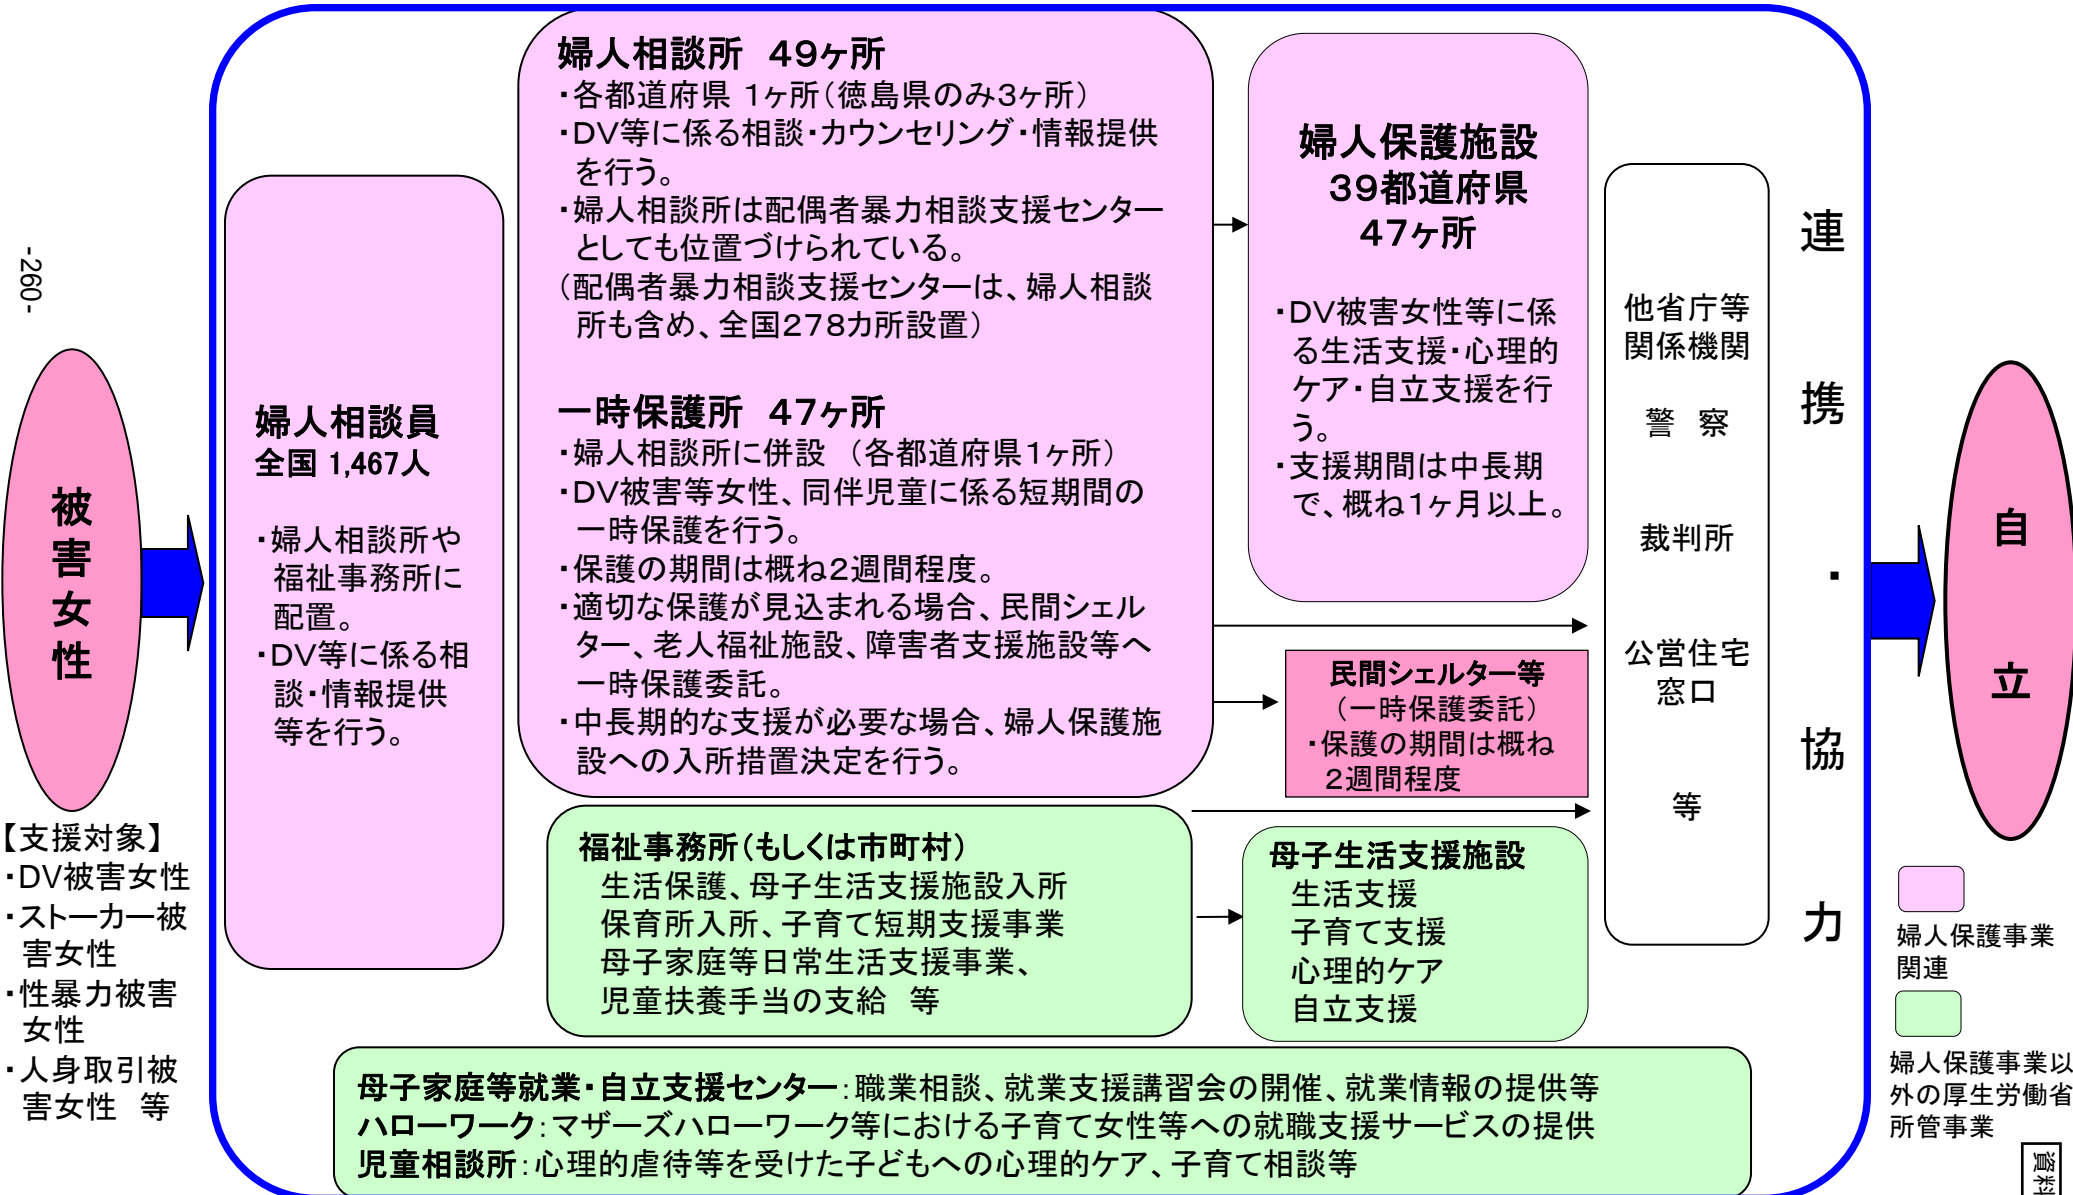 -260-
被害女性
【支援対象】
・DV被害女性
・ストーカー被
害女性
・性暴力被害
女性
・人身取引被
害女性　等
婦人相談員
全国 1,467人
・婦人相談所や
福祉事務所に
配置。
・DV等に係る相
談・情報提供
等を行う。
婦人相談所　49ヶ所
・各都道府県 1ヶ所（徳島県のみ3ヶ所）
・DV等に係る相談・カウンセリング・情報提供
を行う。
・婦人相談所は配偶者暴力相談支援センター
としても位置づけられている。
（配偶者暴力相談支援センターは、婦人相談
所も含め、全国278カ所設置）
一時保護所　47ヶ所
・婦人相談所に併設　（各都道府県1ヶ所）
・DV被害等女性、同伴児童に係る短期間の
一時保護を行う。
・保護の期間は概ね2週間程度。
・適切な保護が見込まれる場合、民間シェル
ター、老人福祉施設、障害者支援施設等へ
一時保護委託。
・中長期的な支援が必要な場合、婦人保護施
設への入所措置決定を行う。
婦人保護施設
39都道府県
47ヶ所
・DV被害女性等に係
る生活支援・心理的
ケア・自立支援を行
う。
・支援期間は中長期
で、概ね1ヶ月以上。
民間シェルター等
（一時保護委託）
・保護の期間は概ね
2週間程度
福祉事務所（もしくは市町村）
生活保護、母子生活支援施設入所
保育所入所、子育て短期支援事業
母子家庭等日常生活支援事業、
児童扶養手当の支給　等
母子生活支援施設
生活支援
子育て支援
心理的ケア
自立支援
他省庁等
関係機関
警　察
裁判所
公営住宅
窓口
等
連携・協力
母子家庭等就業・自立支援センター：職業相談、就業支援講習会の開催、就業情報の提供等
ハローワーク：マザーズハローワーク等における子育て女性等への就職支援サービスの提供
児童相談所：心理的虐待等を受けた子どもへの心理的ケア、子育て相談等
自立
婦人保護事業
関連
婦人保護事業以
外の厚生労働省
所管事業
資料